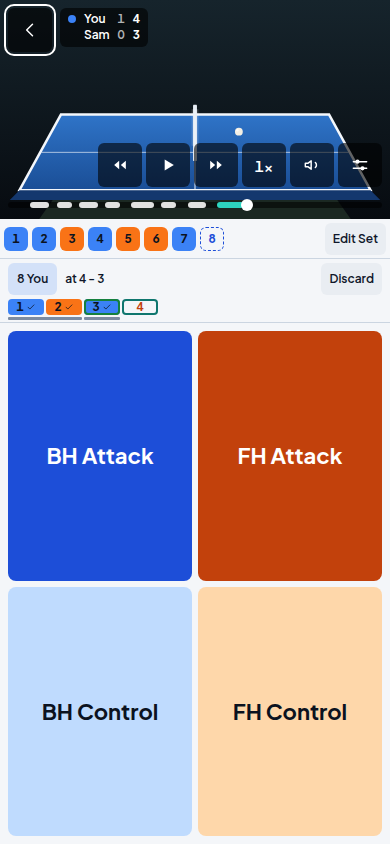 You 1 4
Sam 0 3
1×
1 2 3 4 5 6 7 8 Edit Set
8 You at 4 – 3 Discard
1 ✓ 2 ✓ 3 ✓ 4
BH Attack FH Attack
BH Control FH Control